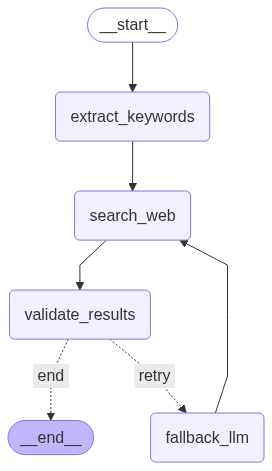 __start__
extract_keywords
search_web
validate_results
end
retry
__end__
fallback_llm